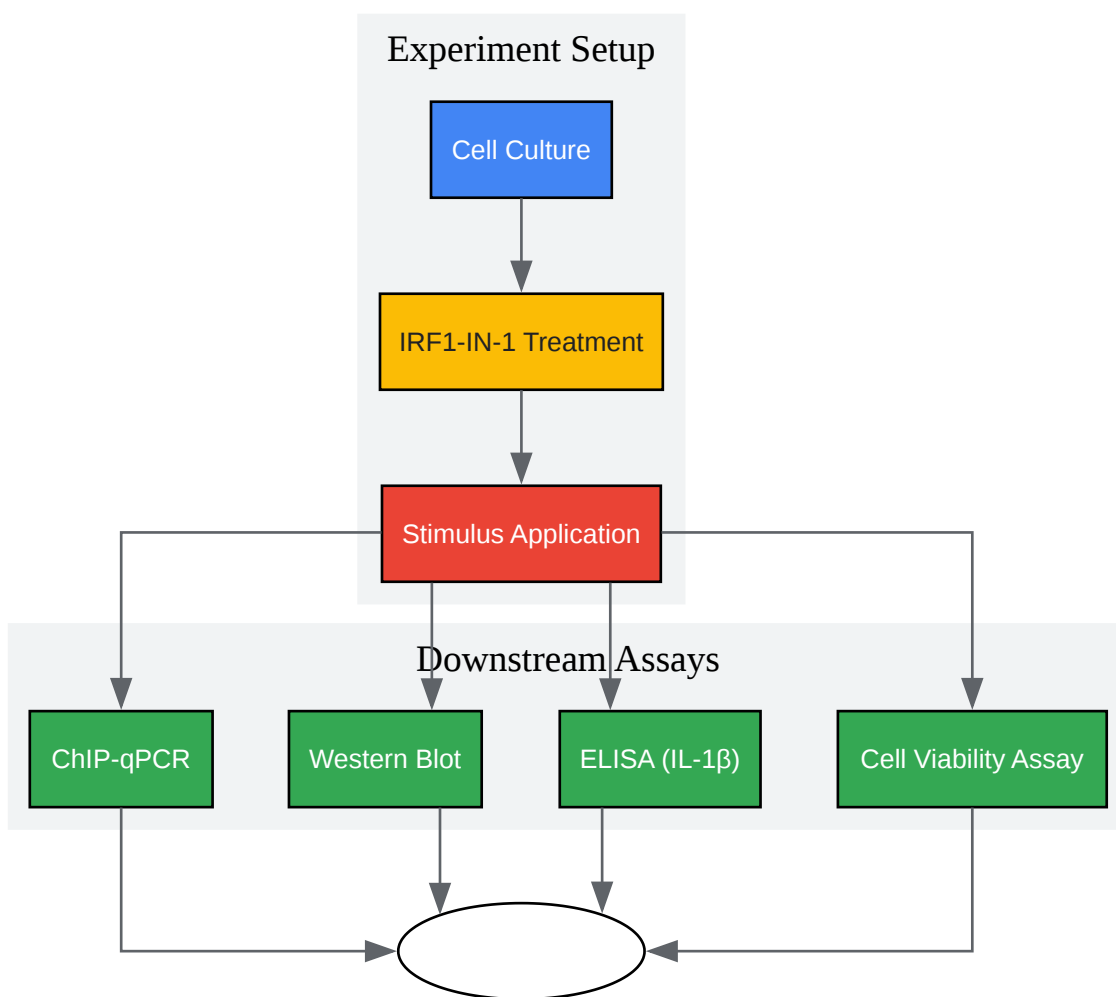 Experiment Setup
Cell Culture
IRF1-IN-1 Treatment
Stimulus Application
Downstream Assays
ChIP-qPCR
Western Blot
ELISA (IL-1β)
Cell Viability Assay